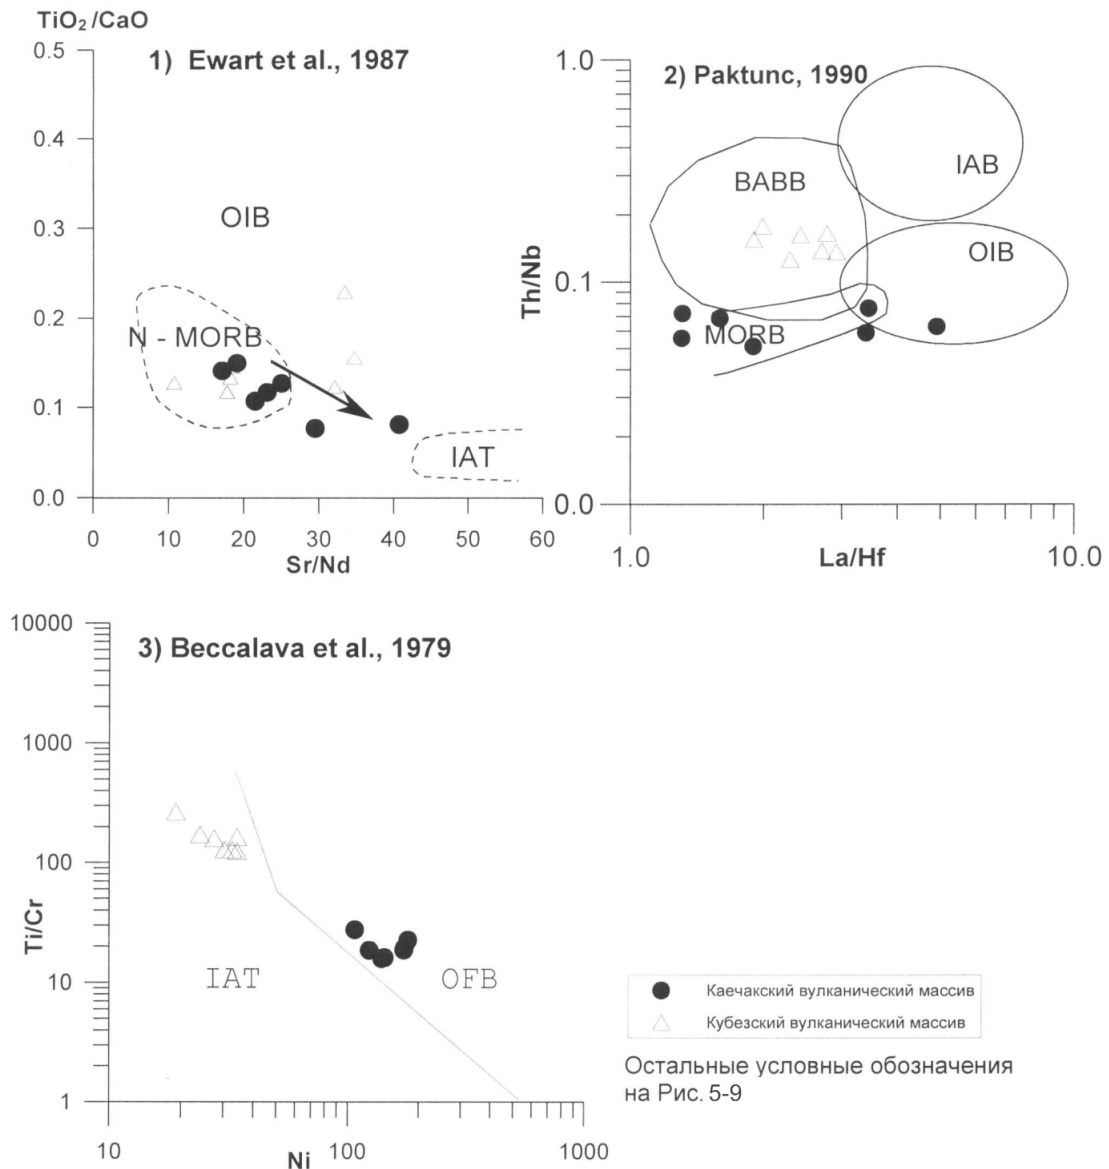 TiO₂/CaO
1) Ewart et al., 1987
0.5
0.4
0.3
0.2
0.1
0.0
OIB
N - MORB
IAT
0
10
20
30
40
50
60
Sr/Nd
2) Paktunc, 1990
1.0
0.1
0.0
Th/Nb
BABB
IAB
OIB
MORB
1.0
10.0
La/Hf
3) Beccalava et al., 1979
10000
1000
100
10
1
Ti/Cr
IAT
OFB
10
100
1000
Ni
Каечакский вулканический массив
Кубезский вулканический массив
Остальные условные обозначения
на Рис. 5-9